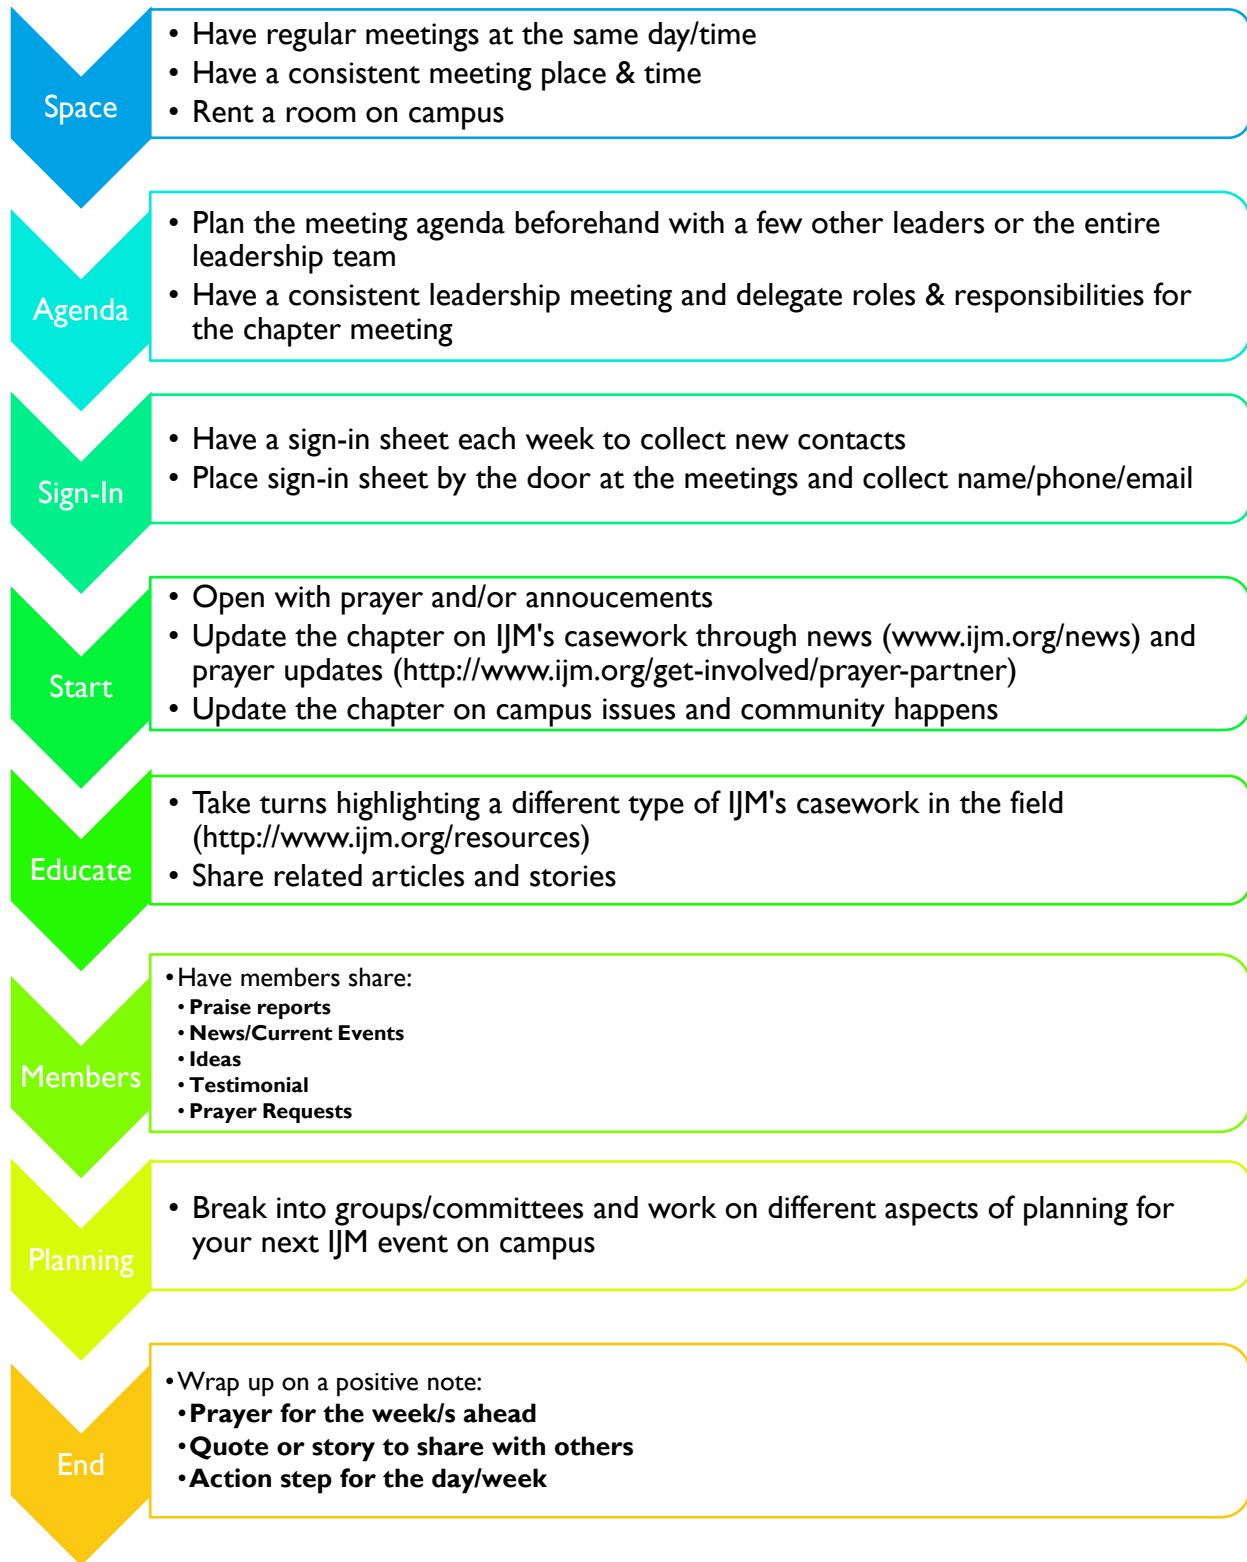 Space
• Have regular meetings at the same day/time
• Have a consistent meeting place & time
• Rent a room on campus
Agenda
• Plan the meeting agenda beforehand with a few other leaders or the entire
leadership team
• Have a consistent leadership meeting and delegate roles & responsibilities for
the chapter meeting
Sign-In
• Have a sign-in sheet each week to collect new contacts
• Place sign-in sheet by the door at the meetings and collect name/phone/email
Start
• Open with prayer and/or annoucements
• Update the chapter on IJM's casework through news (www.ijm.org/news) and
prayer updates (http://www.ijm.org/get-involved/prayer-partner)
• Update the chapter on campus issues and community happens
Educate
• Take turns highlighting a different type of IJM's casework in the field
(http://www.ijm.org/resources)
• Share related articles and stories
Members
• Have members share:
• Praise reports
• News/Current Events
• Ideas
• Testimonial
• Prayer Requests
Planning
• Break into groups/committees and work on different aspects of planning for
your next IJM event on campus
End
• Wrap up on a positive note:
• Prayer for the week/s ahead
• Quote or story to share with others
• Action step for the day/week